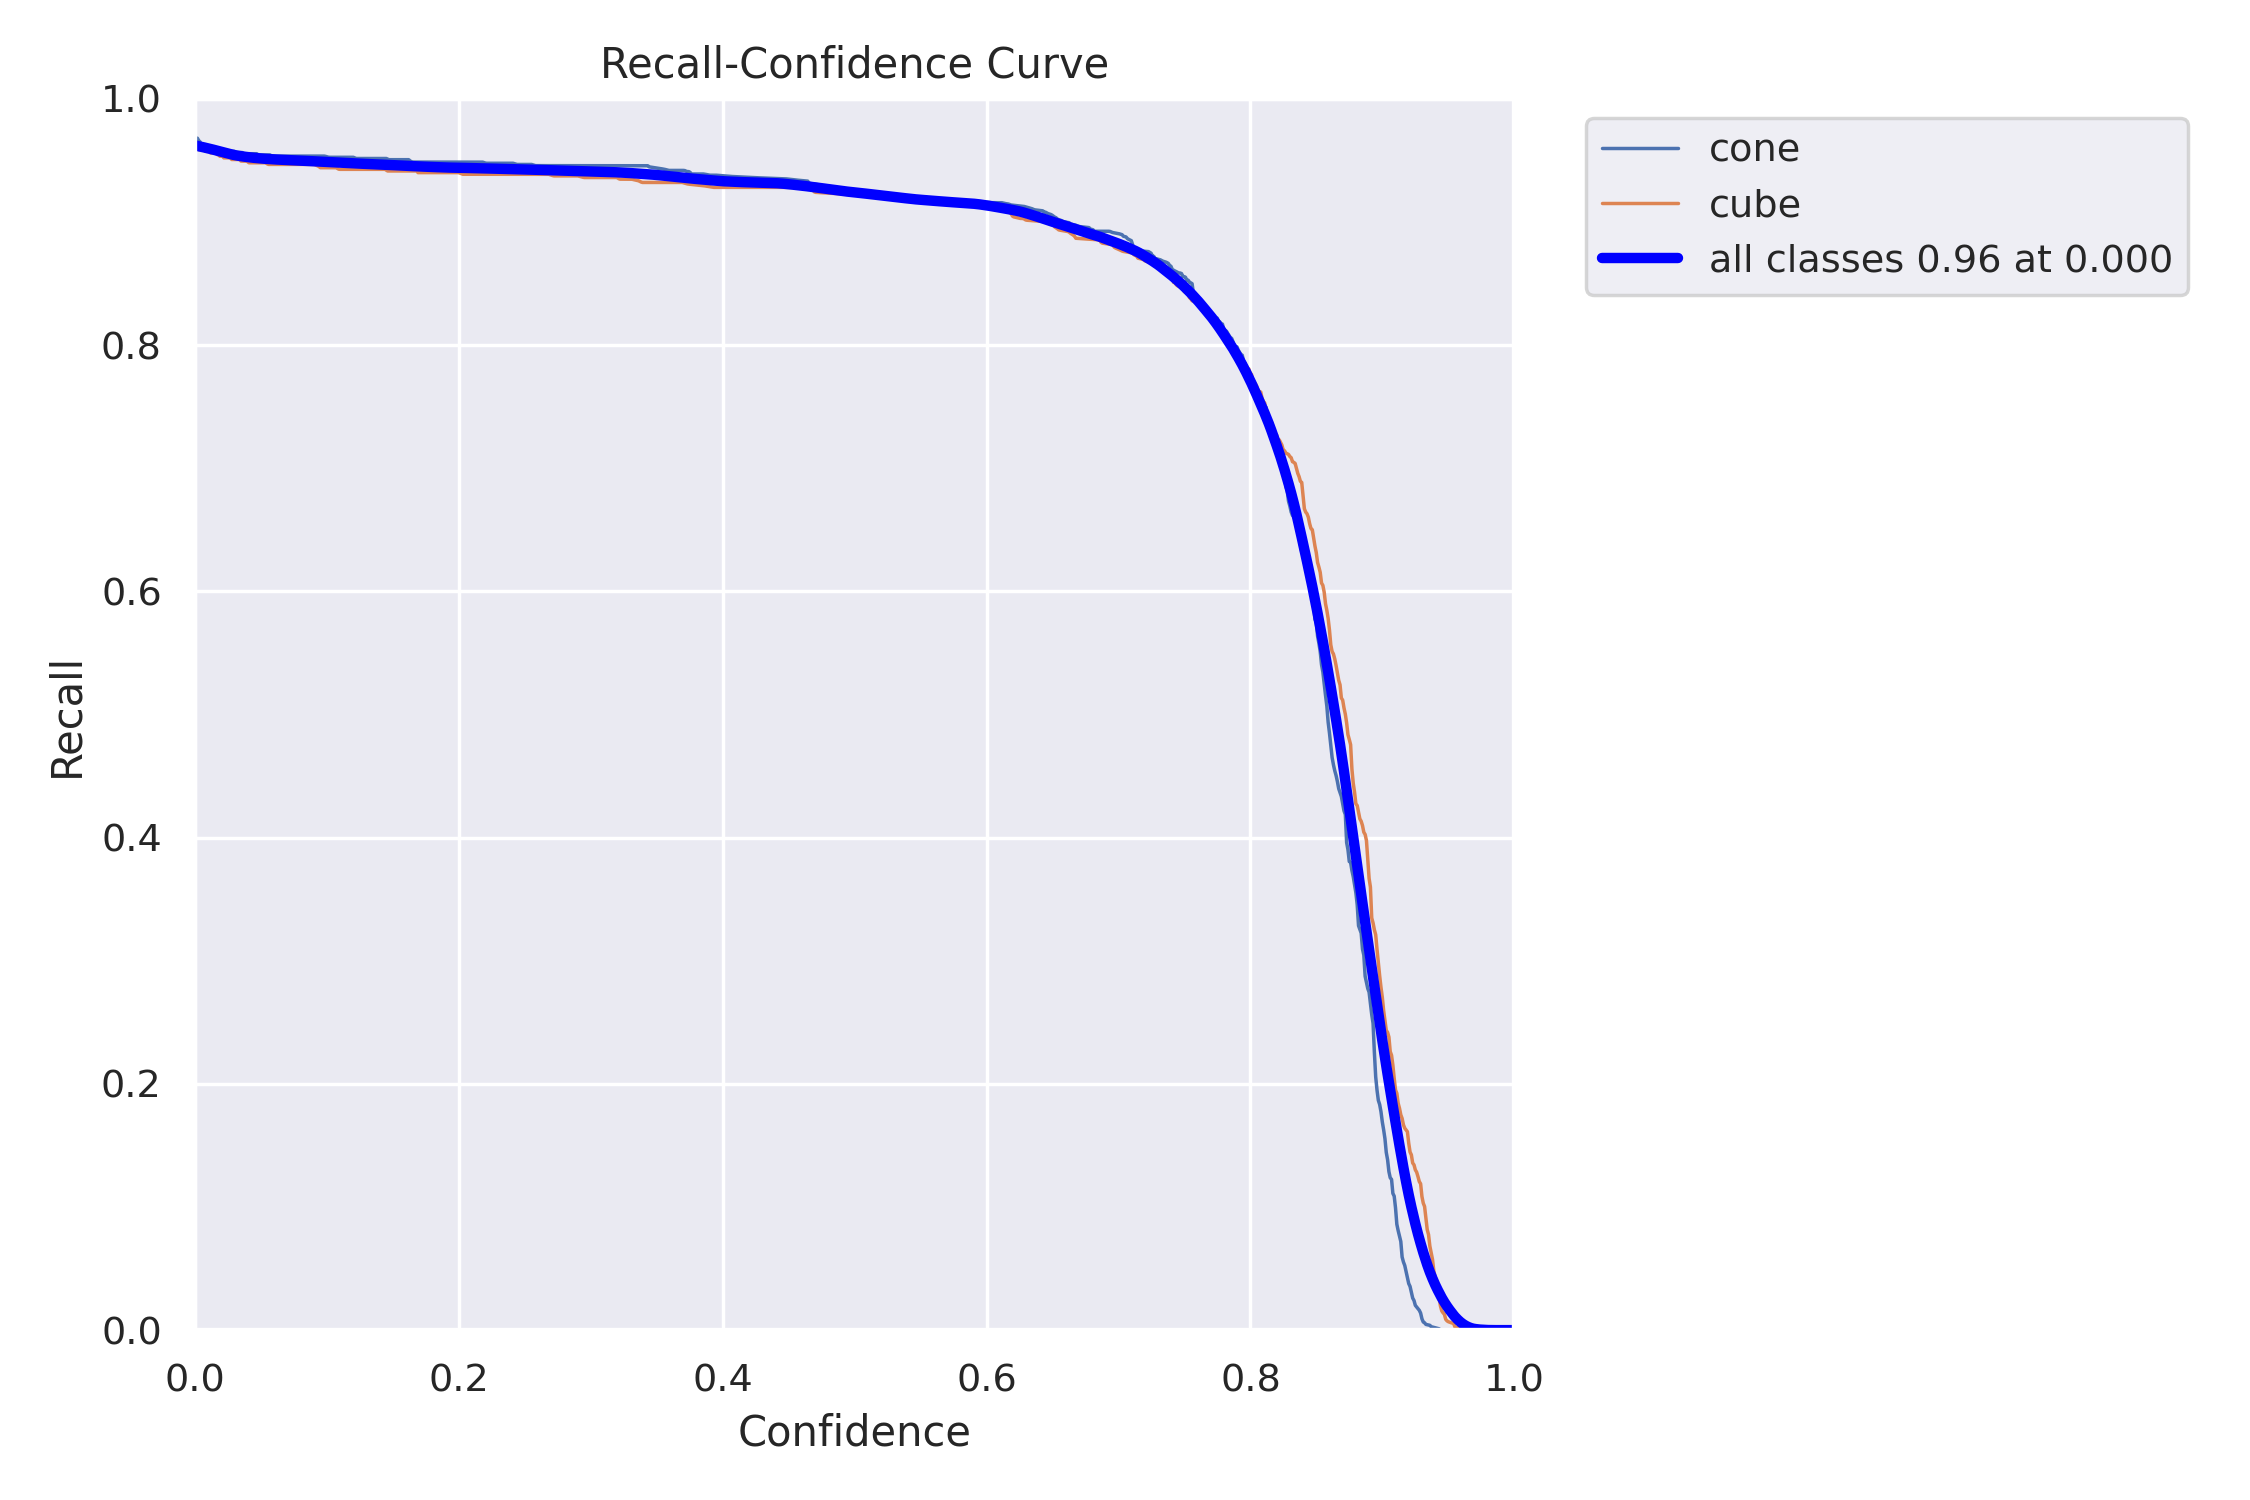 Recall-Confidence Curve
1.0
0.8
0.6
0.4
0.2
0.0
Recall
0.0 0.2 0.4 0.6 0.8 1.0
Confidence
cone
cube
all classes 0.96 at 0.000